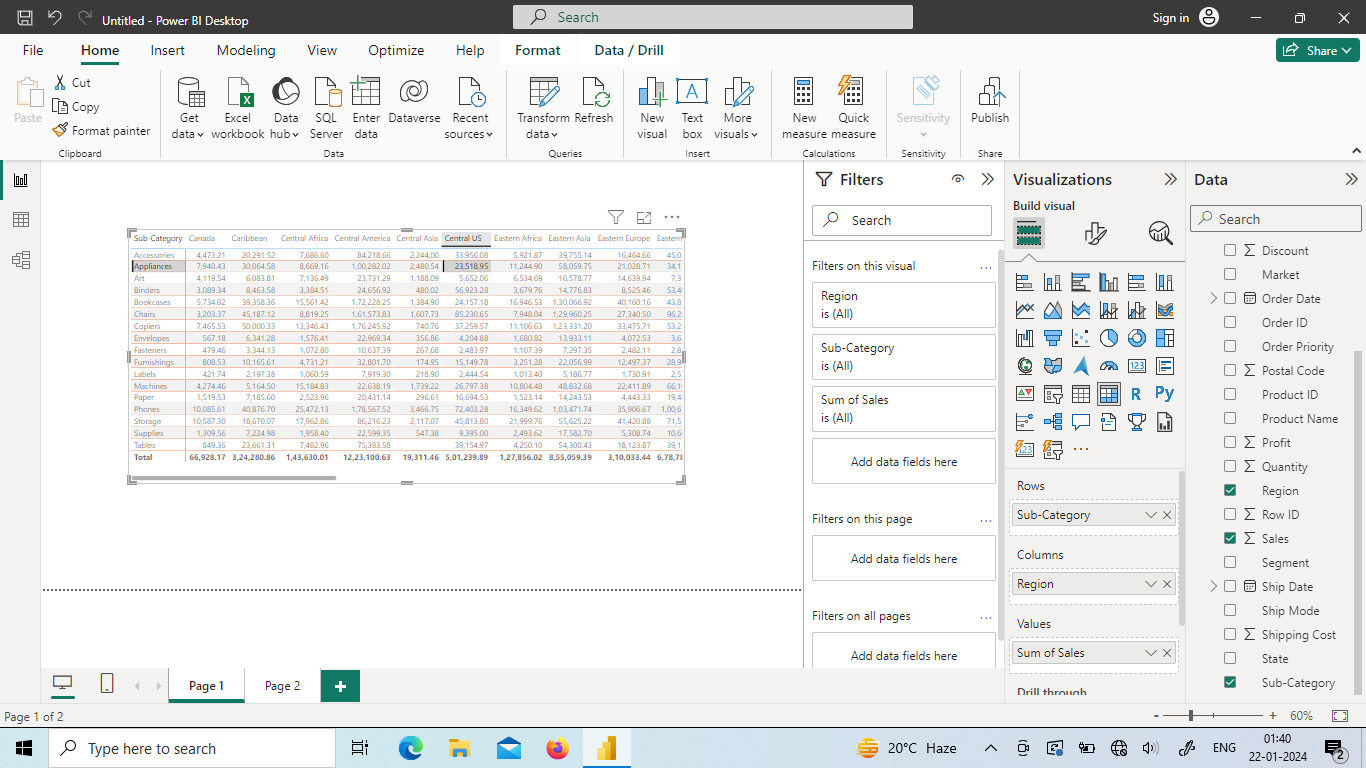 Untitled - Power BI Desktop
Search
Sign in
File Home Insert Modeling View Optimize Help Format Data / Drill
Share
Paste
Cut
Copy
Format painter
Clipboard
Get data
Excel workbook
Data hub
SQL Server
Enter data
Dataverse
Recent sources
Data
Transform data
Refresh
Queries
New visual
Text box
More visuals
Insert
New measure
Quick measure
Calculations
Sensitivity
Sensitivity
Publish
Share
Sub-Category Canada Caribbean Central Africa Central America Central Asia Central US Eastern Africa Eastern Asia Eastern Europe Eastern
Accessories 4,473.21 20,291.52 7,686.60 84,218.66 2,244.00 33,956.08 5,921.87 39,755.14 16,464.66 45,0
Appliances 7,940.43 30,064.58 8,669.16 1,00,282.02 2,480.54 23,518.95 11,244.90 58,059.75 21,028.71 34,1
Art 4,119.54 6,083.81 7,136.49 23,731.29 1,188.09 5,652.06 6,534.69 16,578.77 14,639.94 7,3
Binders 3,089.34 8,463.58 3,384.51 24,656.92 480.02 56,923.28 3,679.76 14,776.83 8,525.46 53,4
Bookcases 5,734.02 39,358.36 15,561.42 1,72,228.25 1,384.90 24,157.18 16,946.53 1,30,066.92 40,160.16 43,8
Chairs 3,203.37 45,187.12 8,819.25 1,61,573.83 1,607.73 85,230.65 7,948.04 1,29,960.25 27,340.50 96,2
Copiers 7,465.53 50,000.33 13,346.43 1,76,245.92 740.76 37,259.57 11,106.63 1,23,331.20 33,475.71 53,2
Envelopes 567.18 6,341.28 1,576.41 22,969.34 356.86 4,204.88 1,680.82 13,933.11 4,072.53 3,6
Fasteners 479.46 3,344.13 1,072.80 10,637.39 267.68 2,483.97 1,107.39 7,297.35 2,482.11 2,8
Furnishings 808.53 10,165.61 4,731.21 32,801.70 174.95 15,149.78 3,251.28 22,056.99 12,497.37 28,9
Labels 421.74 2,197.38 1,060.59 7,919.30 218.90 2,444.54 1,013.40 5,186.77 1,730.91 2,5
Machines 4,274.46 5,164.50 15,184.83 22,638.19 1,739.22 26,797.38 10,804.48 48,832.68 22,411.89 66,1
Paper 1,519.53 7,185.60 2,523.96 20,431.14 296.61 16,694.53 1,523.14 14,243.53 4,443.33 19,4
Phones 10,085.61 40,876.70 25,472.13 1,78,567.52 3,466.75 72,403.28 16,349.62 1,03,471.74 35,906.67 1,00,6
Storage 10,587.30 18,670.07 17,962.86 86,216.23 2,117.07 45,813.80 21,999.76 55,625.22 41,420.88 71,5
Supplies 1,309.56 7,224.98 1,958.40 22,599.35 547.38 9,395.00 2,493.62 17,582.70 5,308.74 10,6
Tables 849.36 23,661.31 7,482.96 75,383.58 39,154.97 4,250.10 54,300.43 18,123.87 39,1
Total 66,928.17 3,24,280.86 1,43,630.01 12,23,100.63 19,311.46 5,01,239.89 1,27,856.02 8,55,059.39 3,10,033.44 6,78,78
Filters
Search
Filters on this visual
Region
is (All)
Sub-Category
is (All)
Sum of Sales
is (All)
Add data fields here
Filters on this page
Add data fields here
Filters on all pages
Add data fields here
Visualizations
Build visual
R Py
123
Rows
Sub-Category
Columns
Region
Values
Sum of Sales
Drill through
Data
Search
Discount
Market
Order Date
Order ID
Order Priority
Postal Code
Product ID
Product Name
Profit
Quantity
Region
Row ID
Sales
Segment
Ship Date
Ship Mode
Shipping Cost
State
Sub-Category
Page 1 Page 2
Page 1 of 2
- + 60%
Type here to search
20°C Haze
ENG
01:40
22-01-2024
2